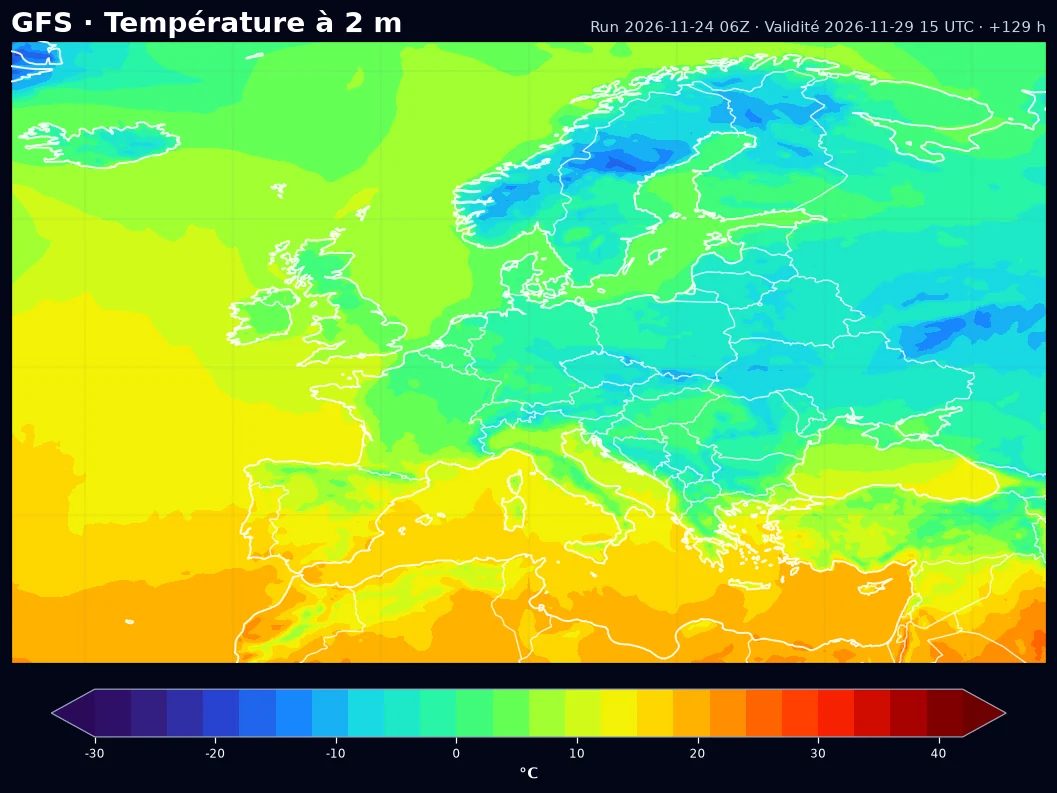 GFS · Température à 2 m
Run 2026-11-24 06Z · Validité 2026-11-29 15 UTC · +129 h
-30 -20 -10 0 10 20 30 40
°C